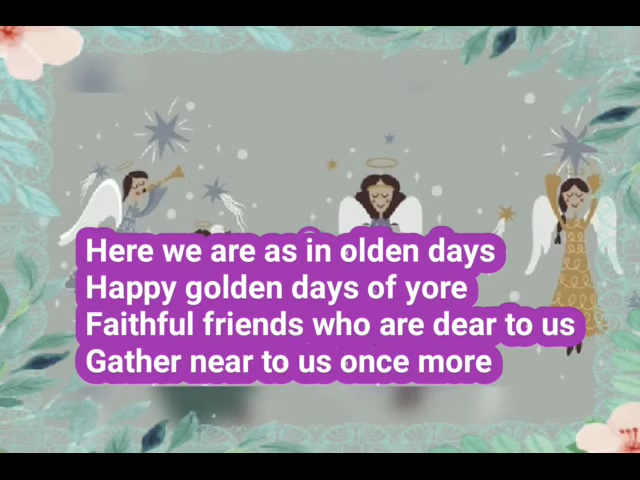 Here we are as in olden days
Happy golden days of yore
Faithful friends who are dear to us
Gather near to us once more